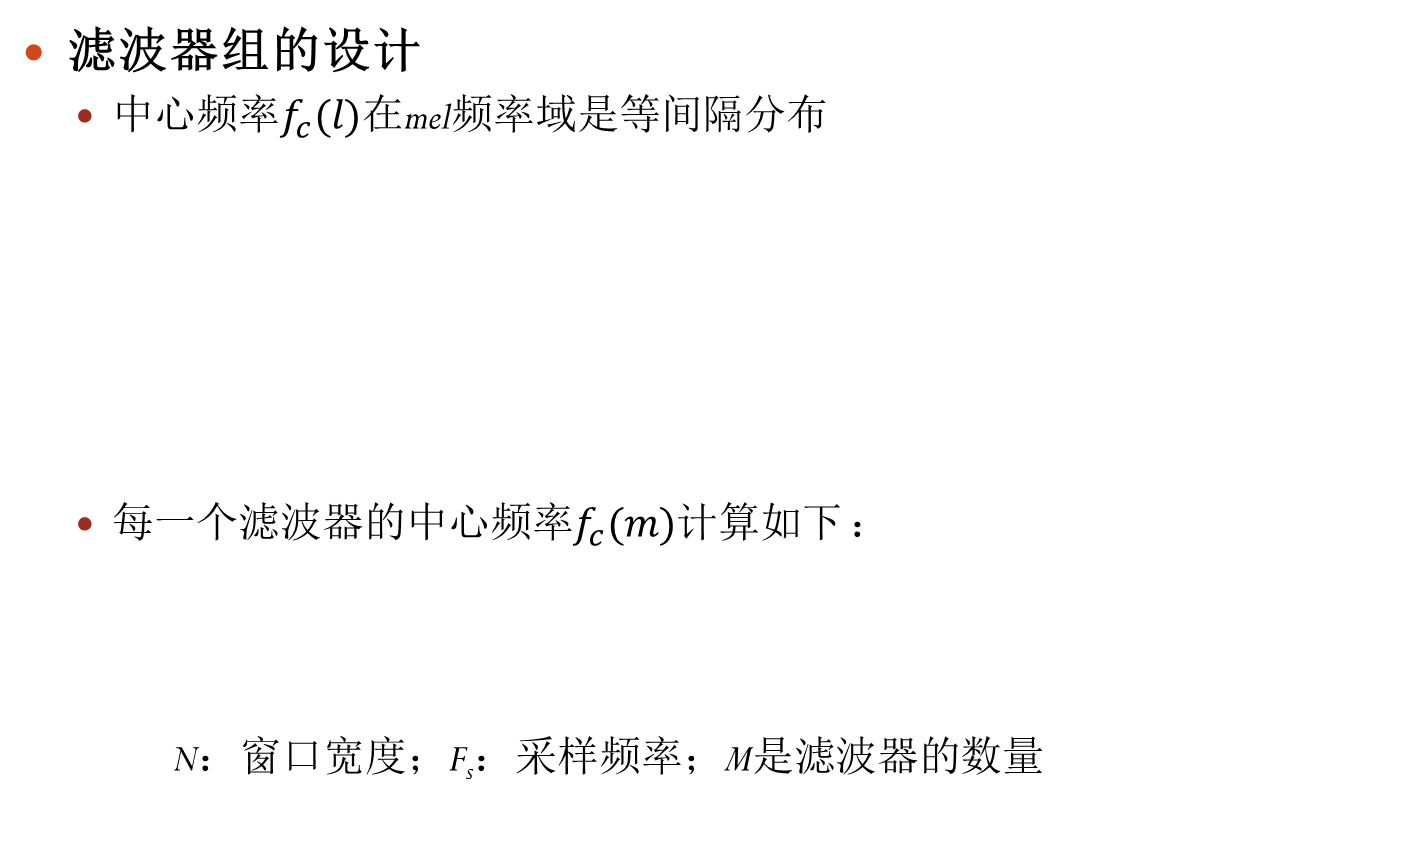 滤波器组的设计
中心频率f_c(l)在mel频率域是等间隔分布
每一个滤波器的中心频率f_c(m)计算如下：
N：窗口宽度；F_s：采样频率；M是滤波器的数量